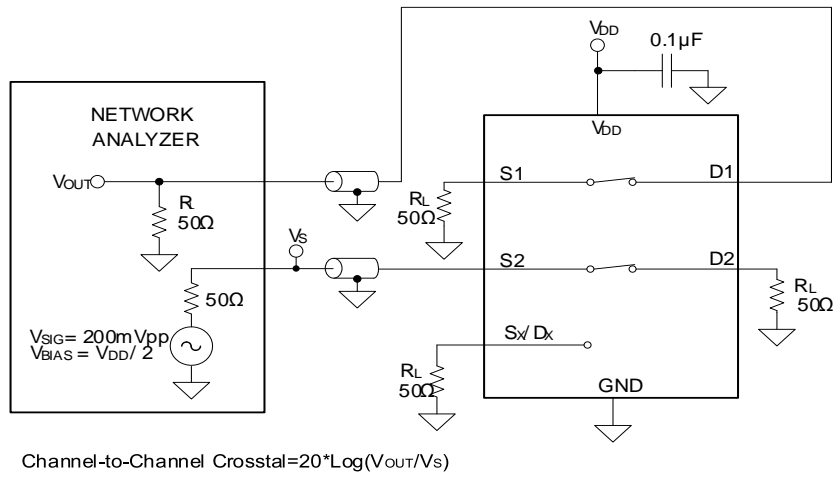 VDD
0.1µF
NETWORK
ANALYZER
VDD
VOUT
S1
D1
R
50Ω
RL
50Ω
VS
S2
D2
50Ω
RL
50Ω
VSIG= 200mVpp
VBIAS = VDD/ 2
SX/ DX
RL
50Ω
GND
Channel-to-Channel Crosstal=20*Log(VOUT/VS)